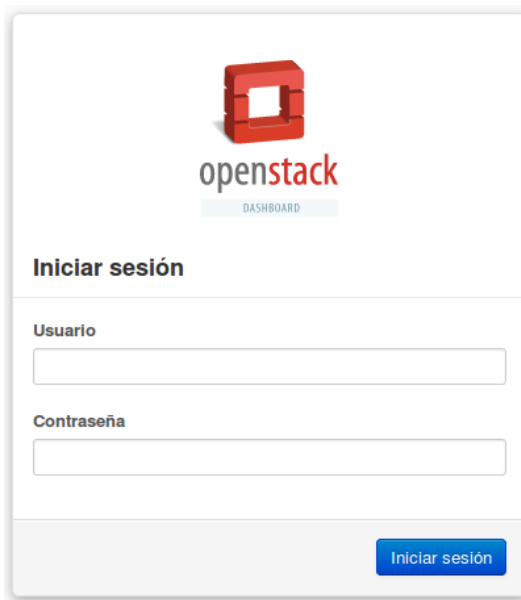 openstack
DASHBOARD
Iniciar sesión
Usuario
Contraseña
Iniciar sesión